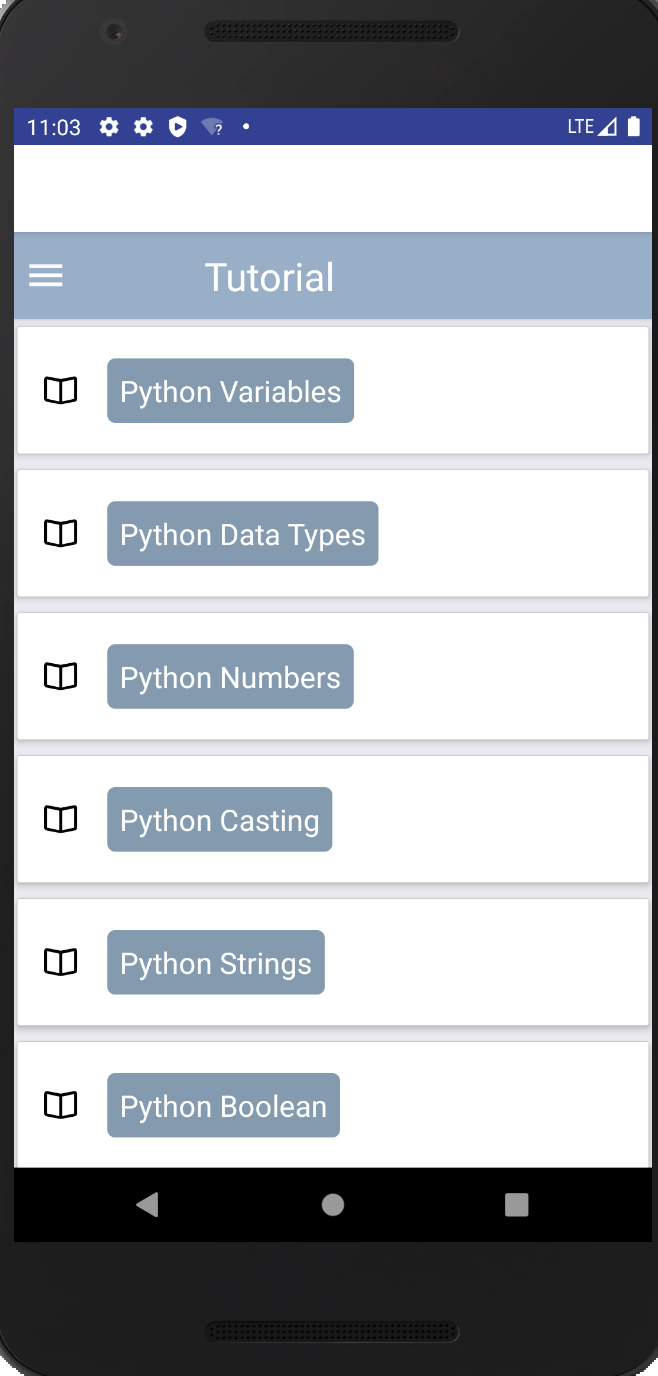 11:03
LTE
Tutorial
Python Variables
Python Data Types
Python Numbers
Python Casting
Python Strings
Python Boolean